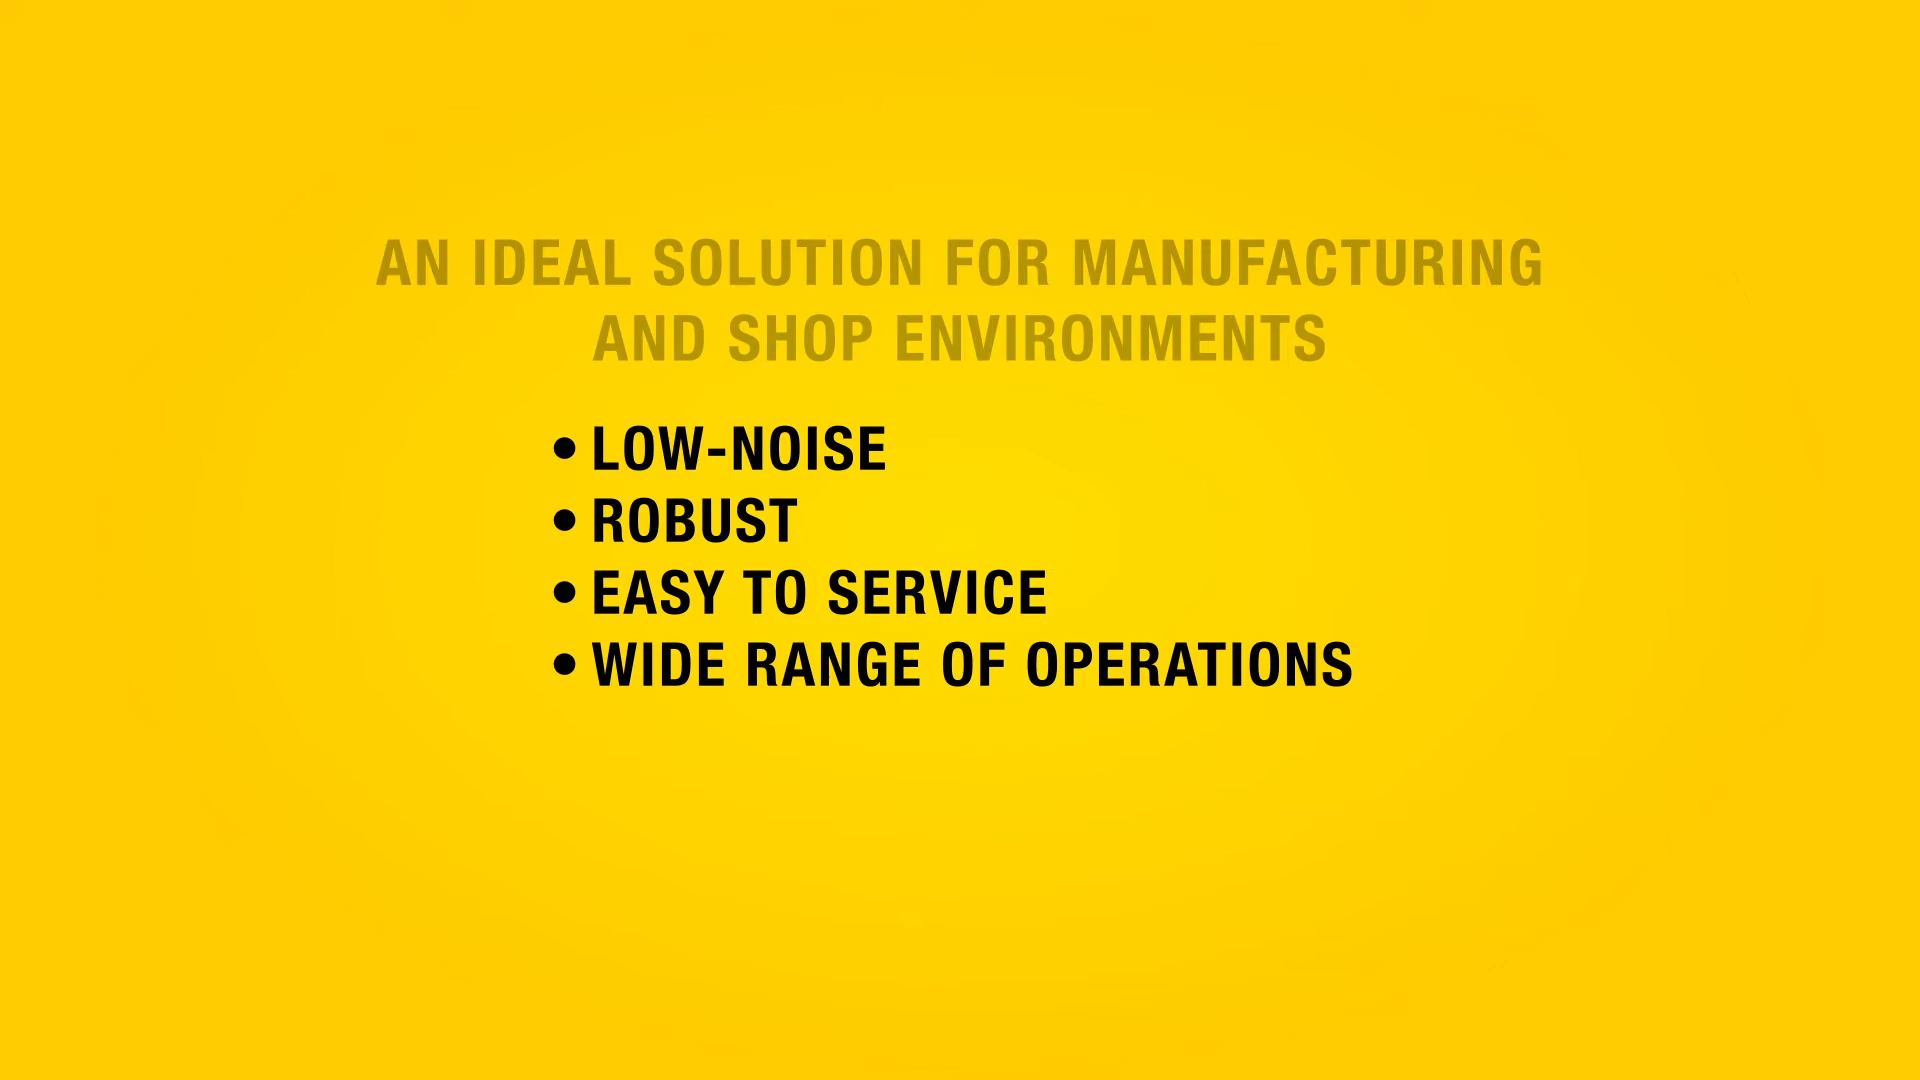 AN IDEAL SOLUTION FOR MANUFACTURING
AND SHOP ENVIRONMENTS
• LOW-NOISE
• ROBUST
• EASY TO SERVICE
• WIDE RANGE OF OPERATIONS